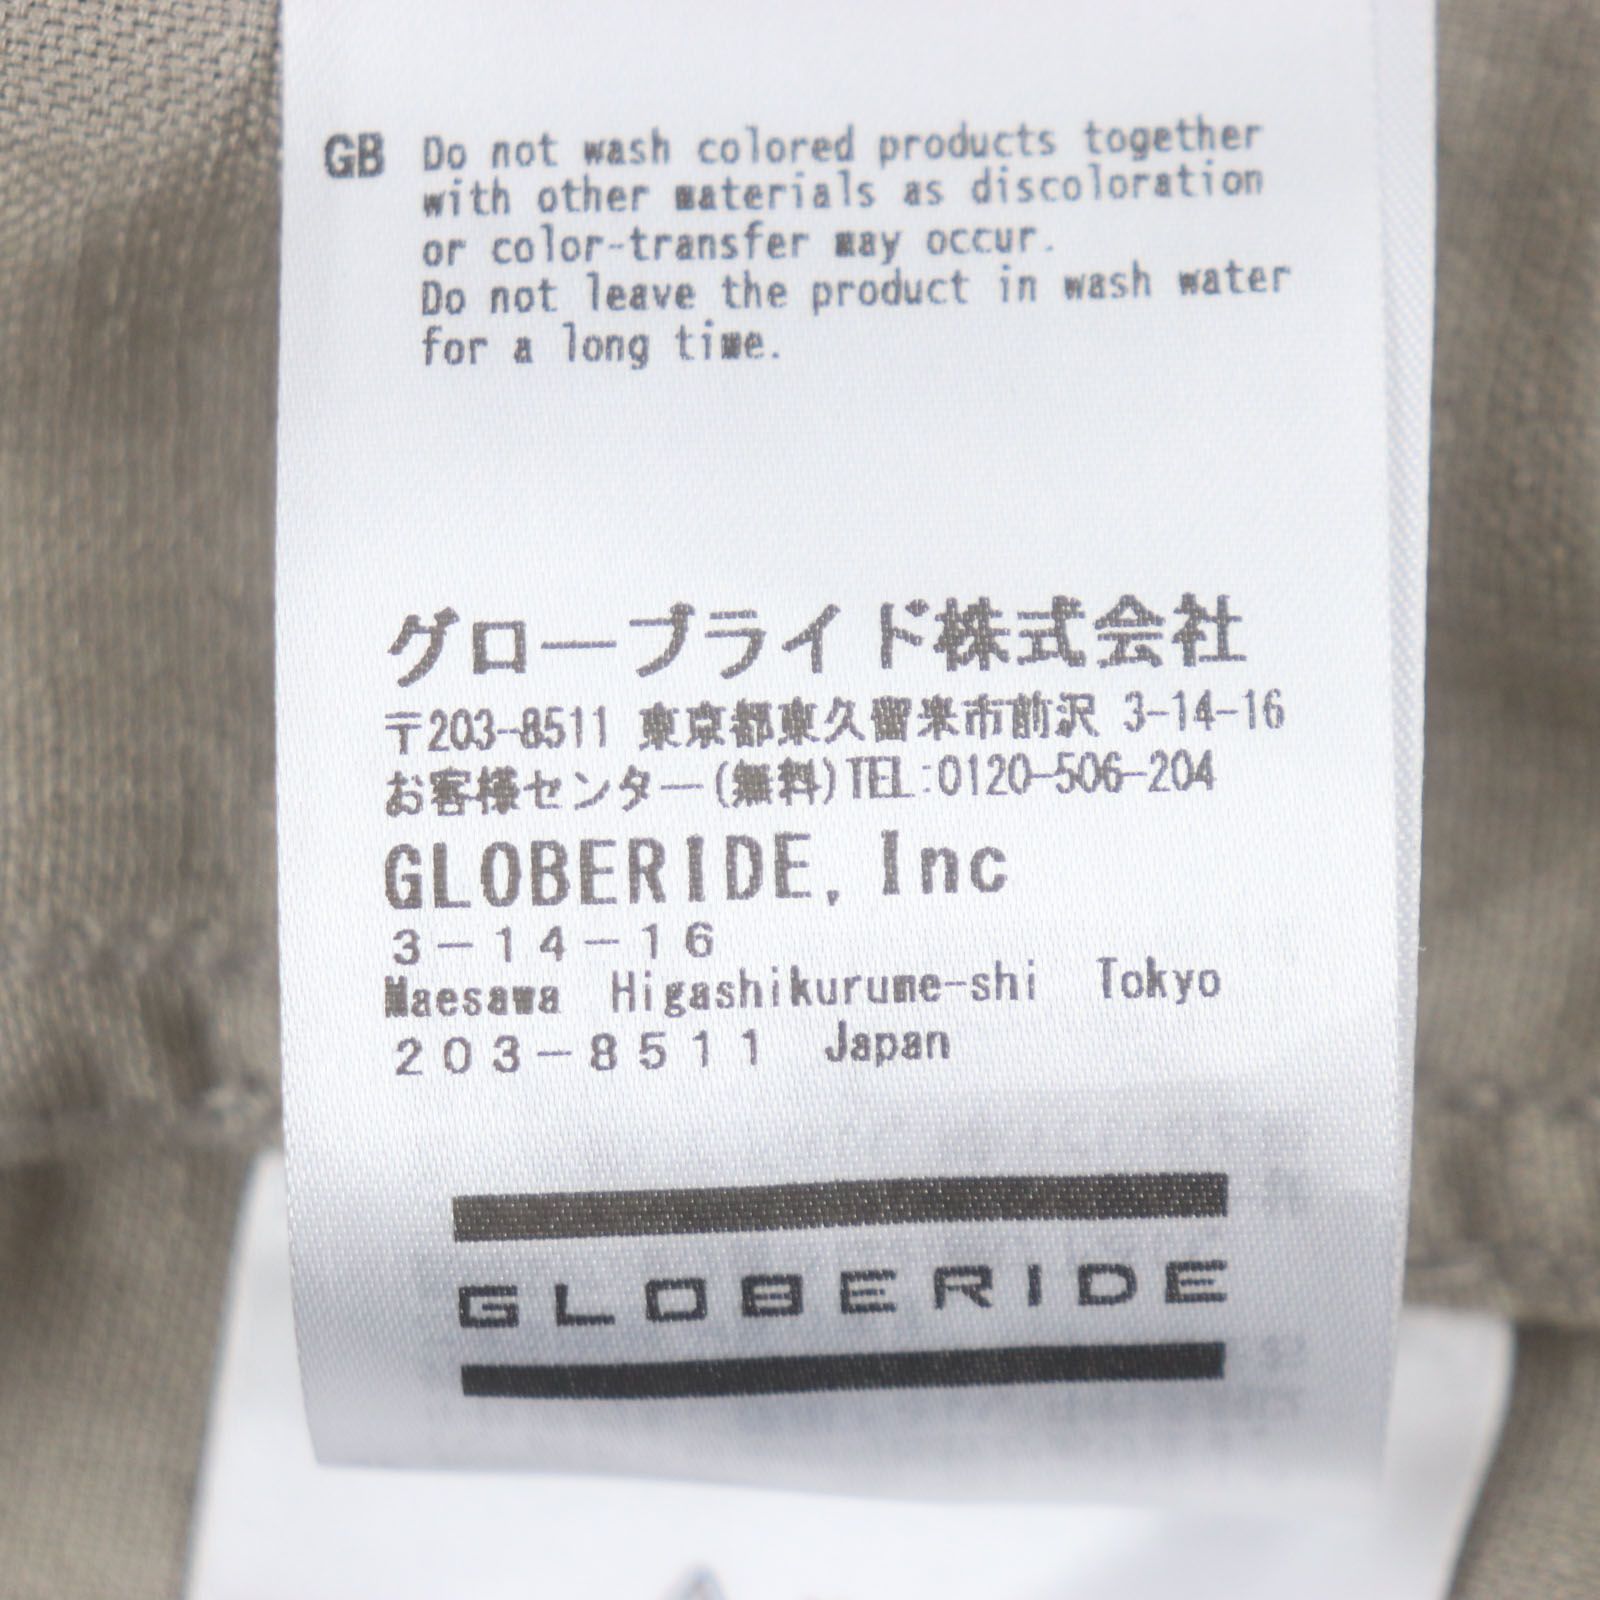 GB Do not wash colored products together
with other materials as discoloration
or color-transfer may occur.
Do not leave the product in wash water
for a long time.
グローブライド株式会社
〒203-8511 東京都東久留米市前沢 3-14-16
お客様センター(無料)TEL:0120-506-204
GLOBERIDE, Inc
3-14-16
Maesawa Higashikurume-shi Tokyo
203-8511 Japan
GLOBERIDE